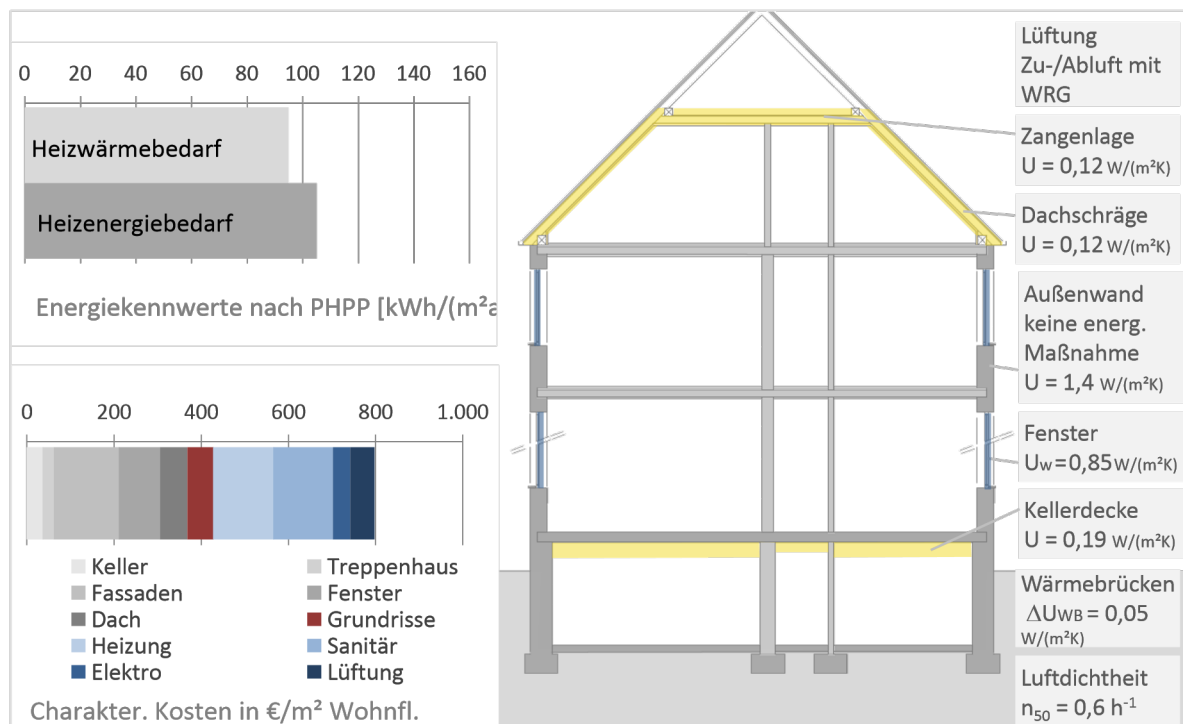 0 20 40 60 80 100 120 140 160
Heizwärmebedarf
Heizenergiebedarf
Energiekennwerte nach PHPP [kWh/(m²a
0 200 400 600 800 1.000
Keller Treppenhaus
Fassaden Fenster
Dach Grundrisse
Heizung Sanitär
Elektro Lüftung
Charakter. Kosten in €/m² Wohnfl.
Lüftung
Zu-/Abluft mit
WRG
Zangenlage
U = 0,12 W/(m²K)
Dachschräge
U = 0,12 W/(m²K)
Außenwand
keine energ.
Maßnahme
U = 1,4 W/(m²K)
Fenster
Uw=0,85 W/(m²K)
Kellerdecke
U = 0,19 W/(m²K)
Wärmebrücken
ΔUWB = 0,05
W/(m²K)
Luftdichtheit
n50 = 0,6 h⁻¹